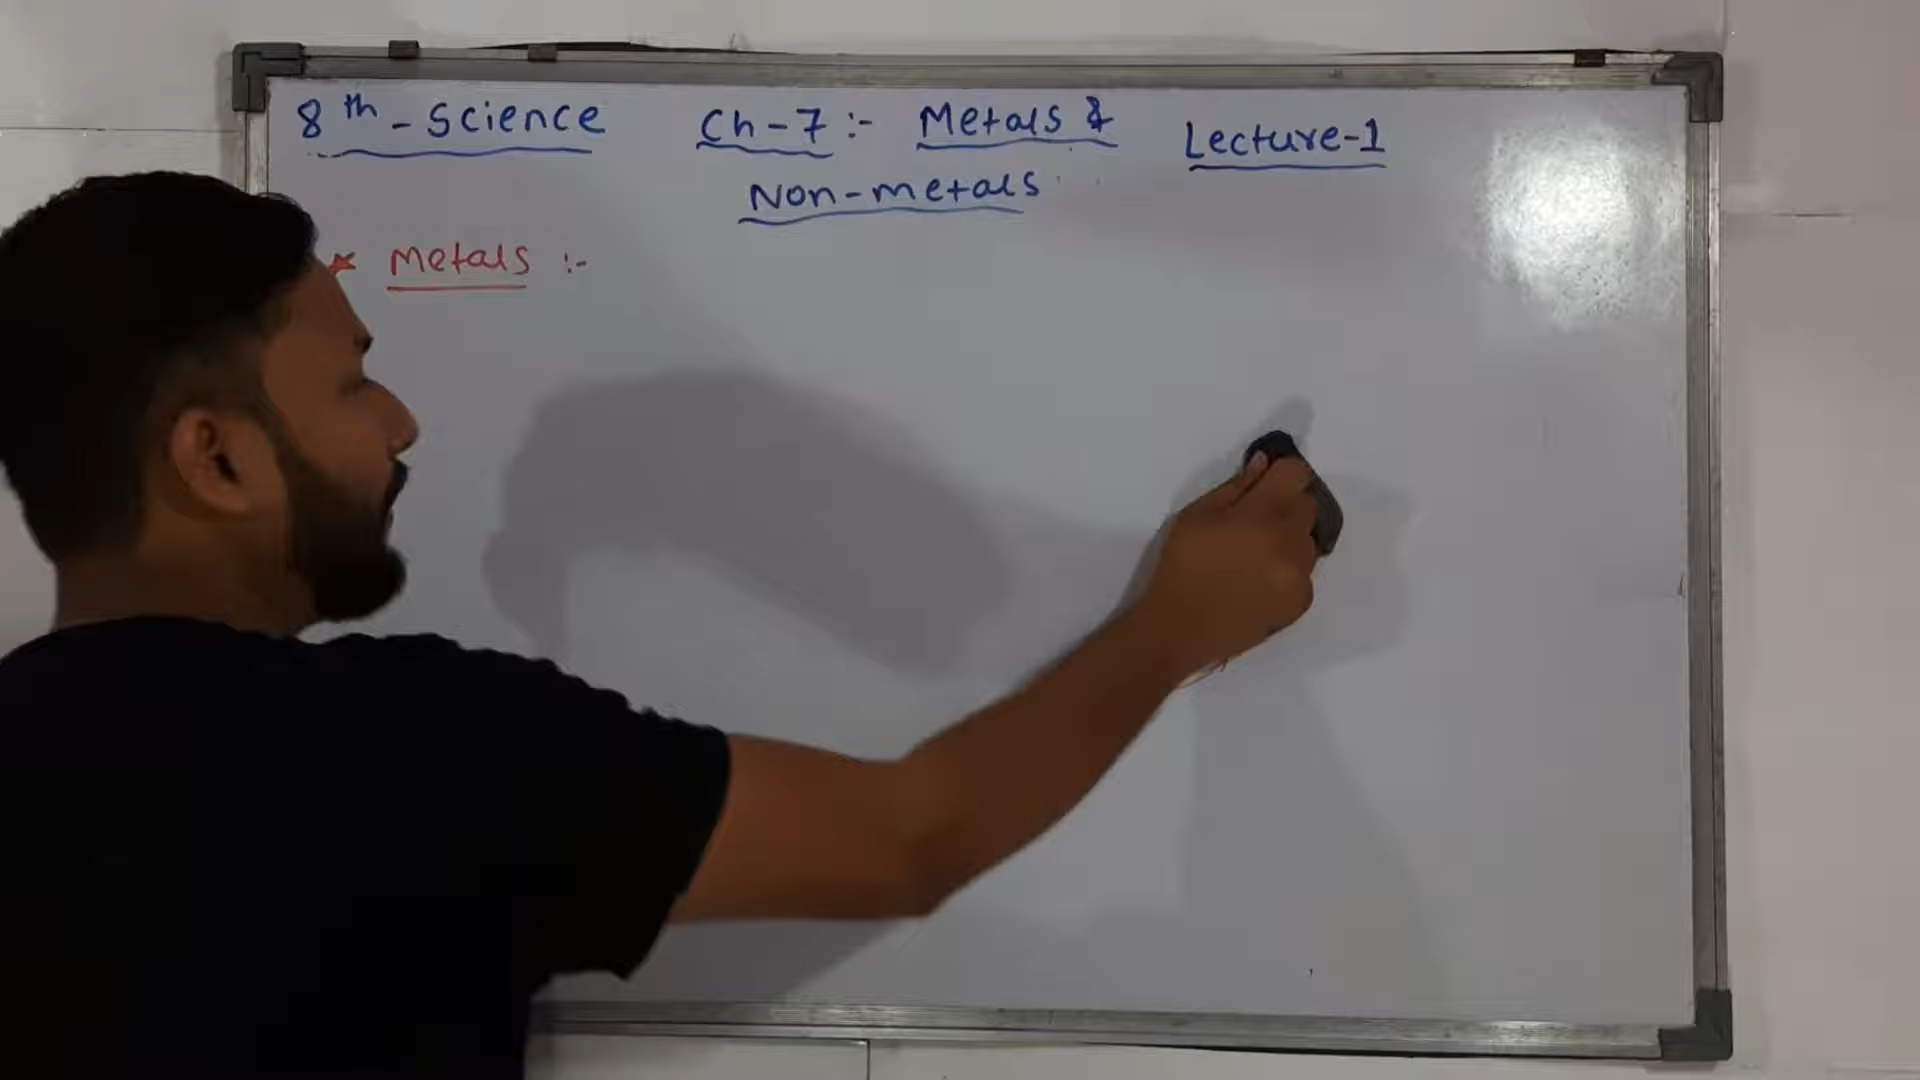 8th - Science Ch-7 :- Metals & Lecture-1
Non-metals
★ Metals :-